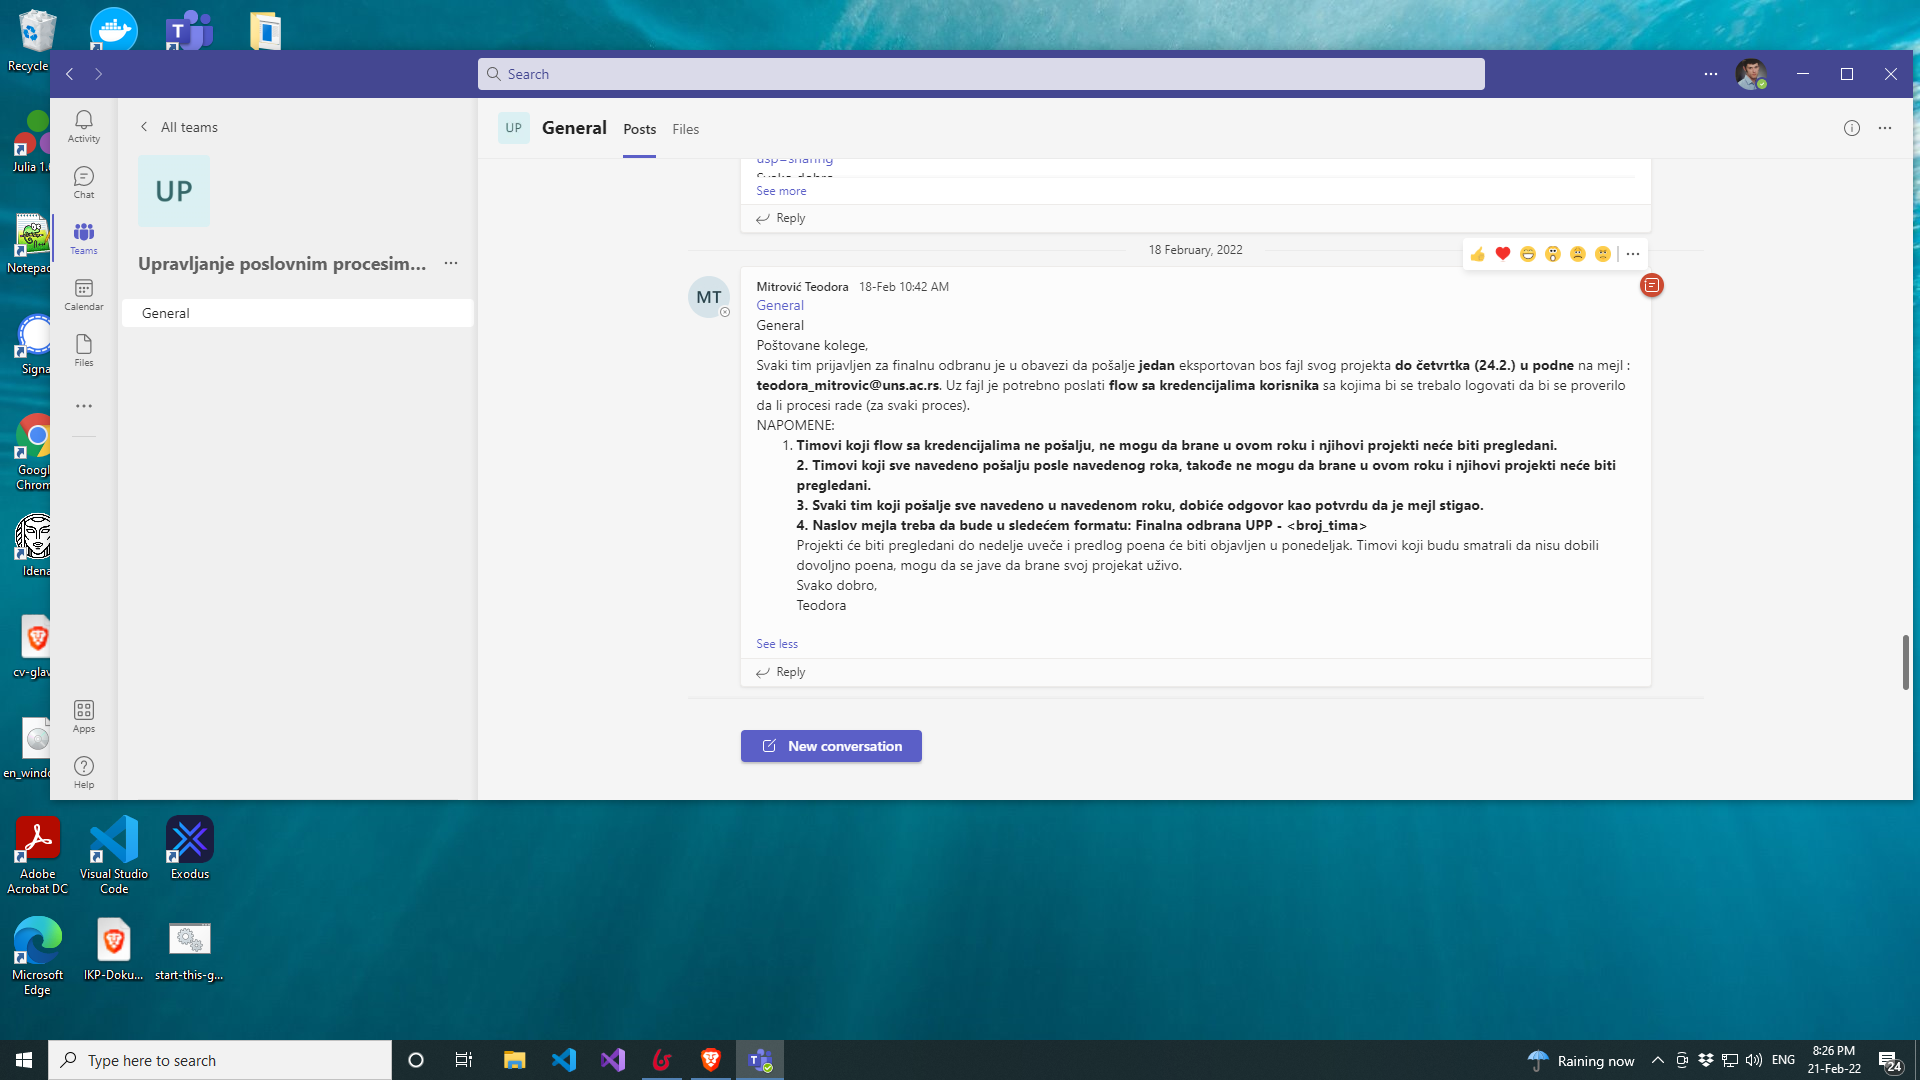 Recycle
Search
Activity
Chat
Teams
Calendar
Files
Apps
Help
All teams
UP
Upravljanje poslovnim procesim...
General
UP
General
Posts
Files
usp=sharing
Svako dobro
See more
Reply
18 February, 2022
MT
Mitrović Teodora 18-Feb 10:42 AM
General
General
Poštovane kolege,
Svaki tim prijavljen za finalnu odbranu je u obavezi da pošalje jedan eksportovan bos fajl svog projekta do četvrtka (24.2.) u podne na mejl :
teodora_mitrovic@uns.ac.rs. Uz fajl je potrebno poslati flow sa kredencijalima korisnika sa kojima bi se trebalo logovati da bi se proverilo
da li procesi rade (za svaki proces).
NAPOMENE:
1. Timovi koji flow sa kredencijalima ne pošalju, ne mogu da brane u ovom roku i njihovi projekti neće biti pregledani.
2. Timovi koji sve navedeno pošalju posle navedenog roka, takođe ne mogu da brane u ovom roku i njihovi projekti neće biti
pregledani.
3. Svaki tim koji pošalje sve navedeno u navedenom roku, dobiće odgovor kao potvrdu da je mejl stigao.
4. Naslov mejla treba da bude u sledećem formatu: Finalna odbrana UPP - <broj_tima>
Projekti će biti pregledani do nedelje uveče i predlog poena će biti objavljen u ponedeljak. Timovi koji budu smatrali da nisu dobili
dovoljno poena, mogu da se jave da brane svoj projekat uživo.
Svako dobro,
Teodora
See less
Reply
New conversation
Julia 1.
Notepad
Signa
Googl
Chrom
Idena
cv-glav
en_windo
Adobe
Acrobat DC
Visual Studio
Code
Exodus
Microsoft
Edge
IKP-Doku...
start-this-g...
Type here to search
Raining now
ENG
8:26 PM
21-Feb-22
24